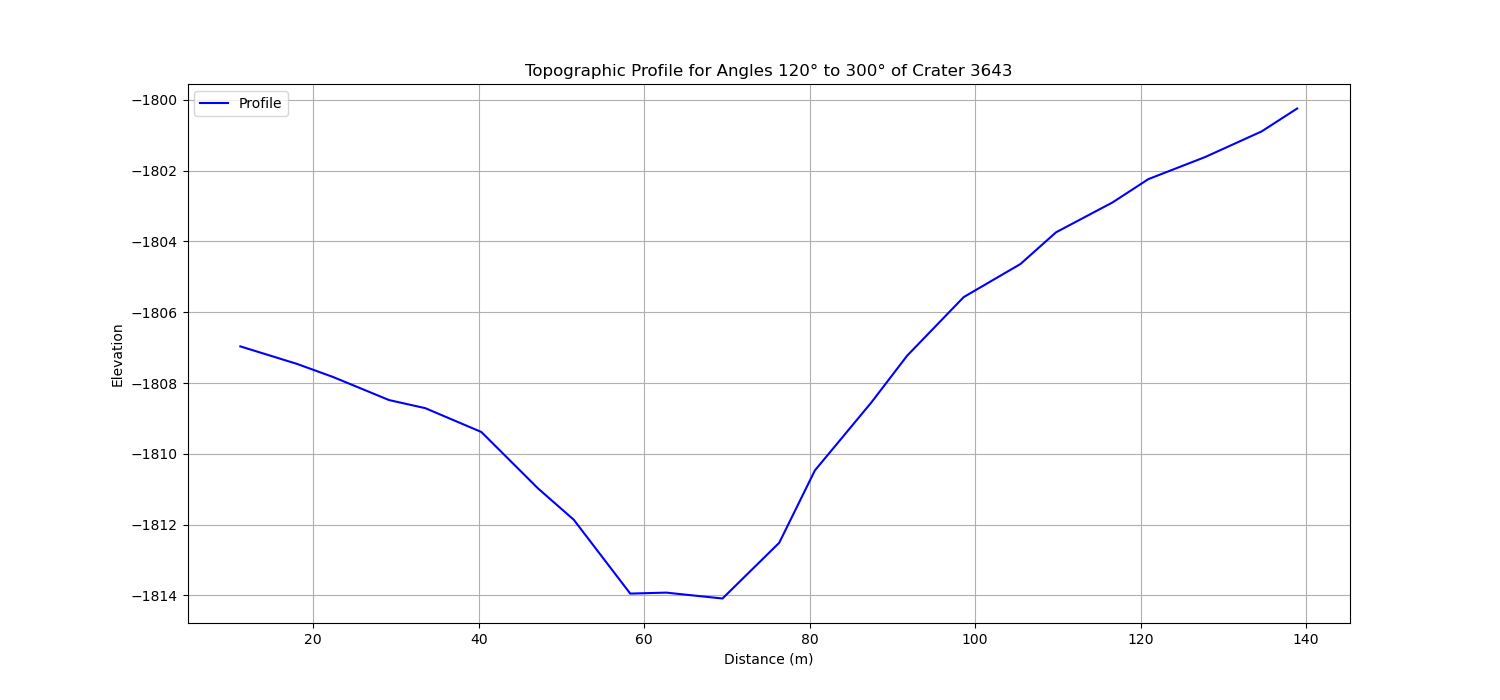 Topographic Profile for Angles 120° to 300° of Crater 3643
Profile
−1800
−1802
−1804
−1806
−1808
−1810
−1812
−1814
Elevation
20 40 60 80 100 120 140
Distance (m)